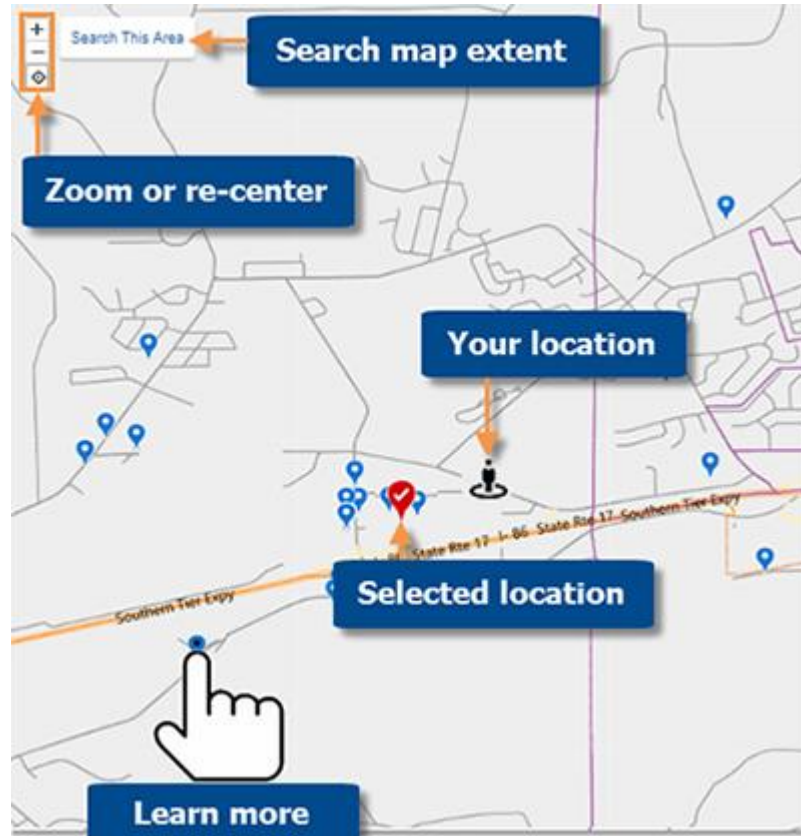 +
Search This Area
Search map extent
−
Zoom or re-center
Your location
State Rte 17 I- 86 State Rte 17 Southern Tier Expy
Selected location
Southern Tier Expy
Learn more